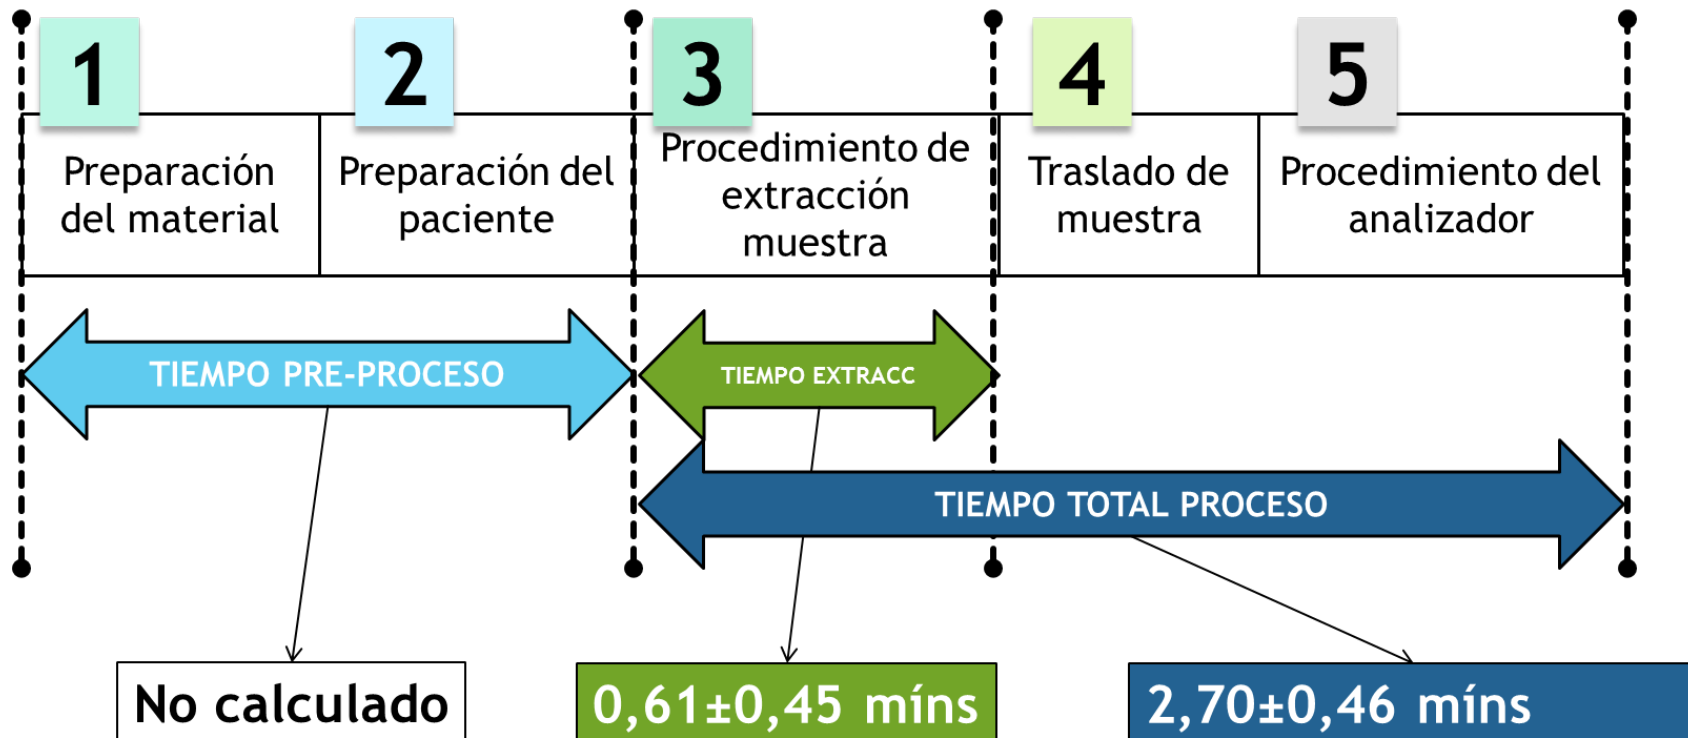 1
2
3
4
5
Preparación
del material
Preparación del
paciente
Procedimiento de
extracción
muestra
Traslado de
muestra
Procedimiento del
analizador
TIEMPO PRE-PROCESO
TIEMPO EXTRACC
TIEMPO TOTAL PROCESO
No calculado
0,61±0,45 míns
2,70±0,46 míns